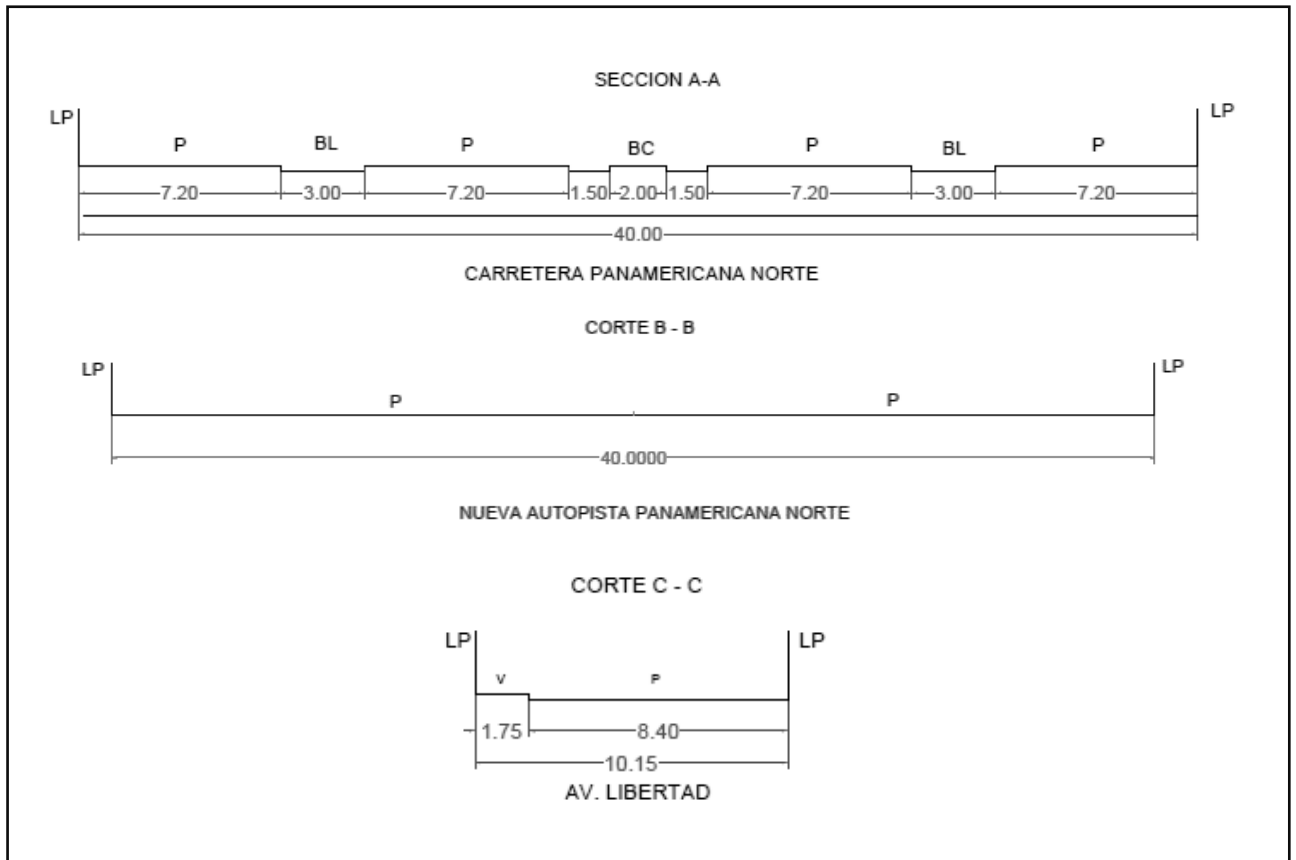 SECCION A-A
LP LP
P BL P BC P BL P
7.20 3.00 7.20 1.50 2.00 1.50 7.20 3.00 7.20
40.00
CARRETERA PANAMERICANA NORTE
CORTE B - B
LP LP
P P
40.0000
NUEVA AUTOPISTA PANAMERICANA NORTE
CORTE C - C
LP LP
V P
1.75 8.40
10.15
AV. LIBERTAD